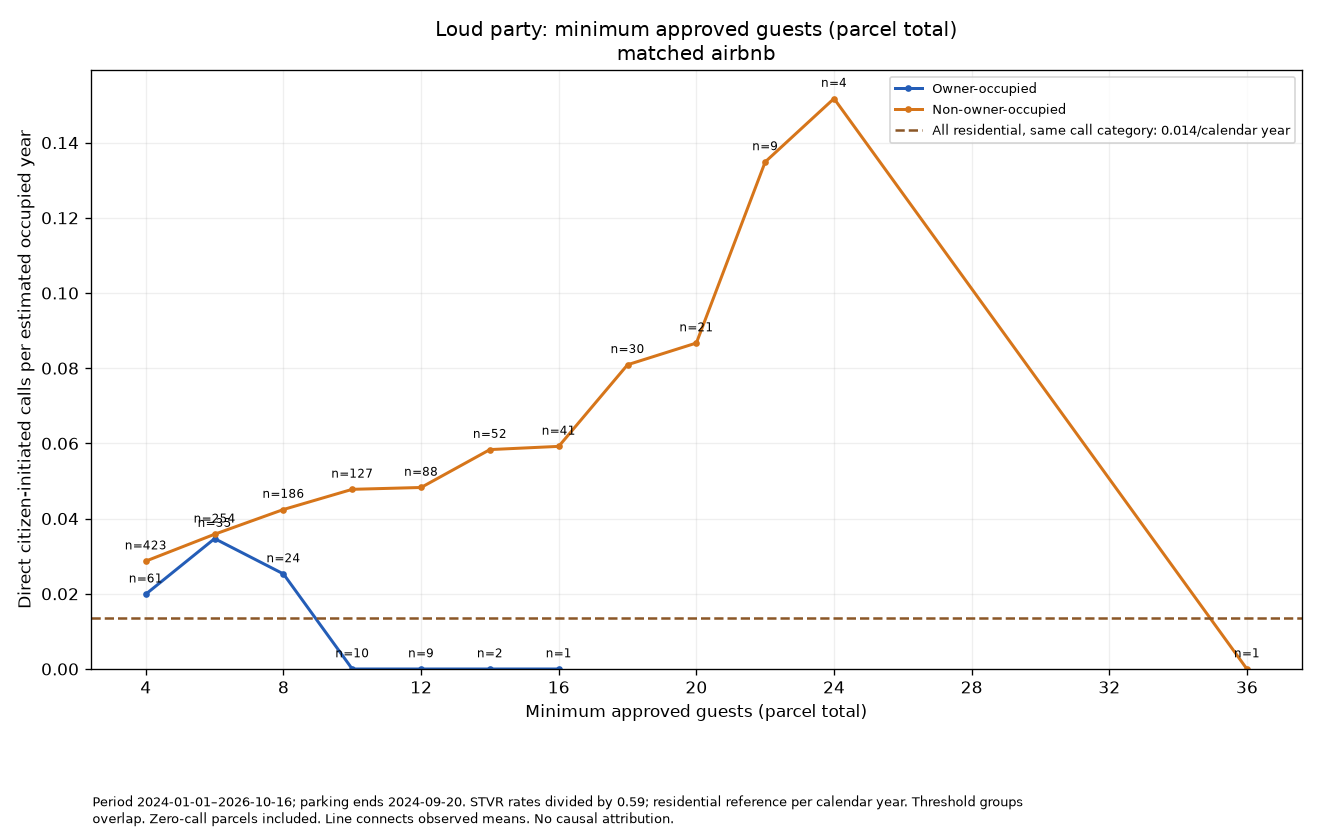 Loud party: minimum approved guests (parcel total)
matched airbnb
Owner-occupied
Non-owner-occupied
All residential, same call category: 0.014/calendar year
Direct citizen-initiated calls per estimated occupied year
0.14
0.12
0.10
0.08
0.06
0.04
0.02
0.00
n=423
n=254
n=186
n=127
n=88
n=52
n=41
n=30
n=21
n=9
n=4
n=1
n=61
n=35
n=24
n=10
n=9
n=2
n=1
4 8 12 16 20 24 28 32 36
Minimum approved guests (parcel total)
Period 2024-01-01–2026-10-16; parking ends 2024-09-20. STVR rates divided by 0.59; residential reference per calendar year. Threshold groups
overlap. Zero-call parcels included. Line connects observed means. No causal attribution.